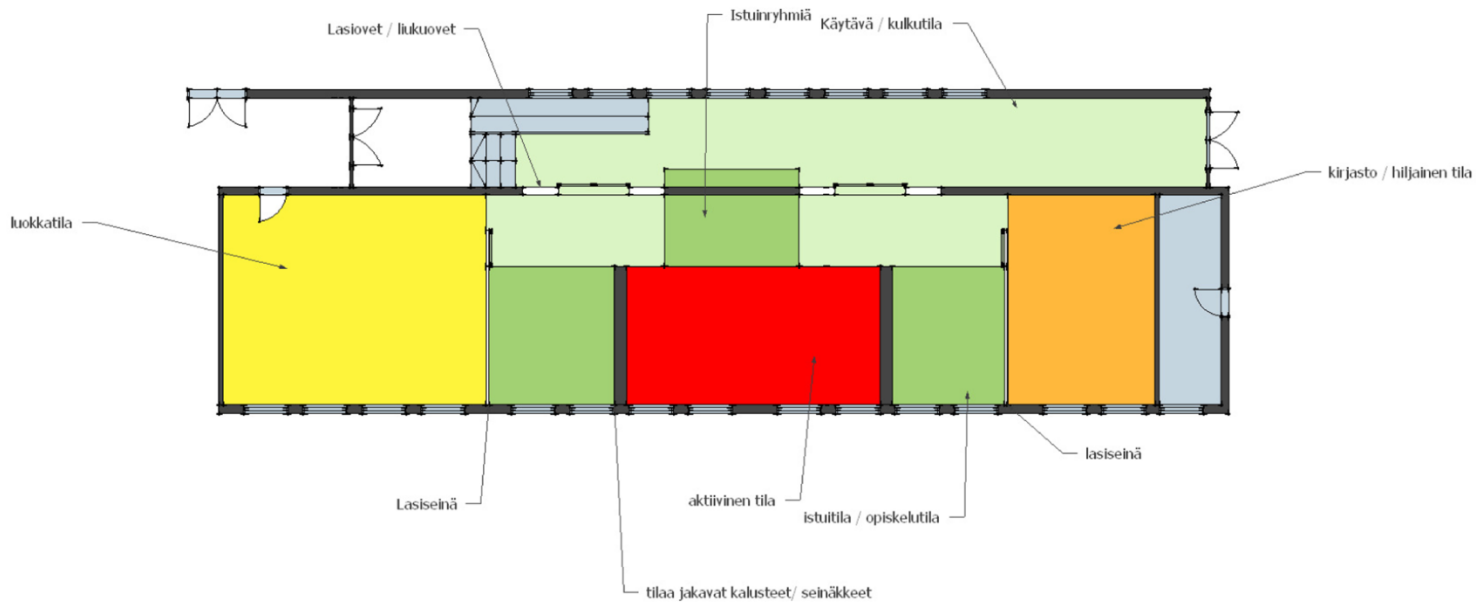 Istuinryhmiä
Lasiovet / liukuovet
Käytävä / kulkutila
kirjasto / hiljainen tila
luokkatila
lasiseinä
Lasiseinä
aktiivinen tila
istuitila / opiskelutila
tilaa jakavat kalusteet/ seinäkkeet